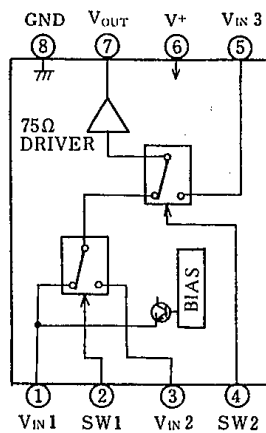 GND VOUT V+ VIN 3
8 7 6 5
75Ω
DRIVER
BIAS
1 2 3 4
VIN 1 SW1 VIN 2 SW2